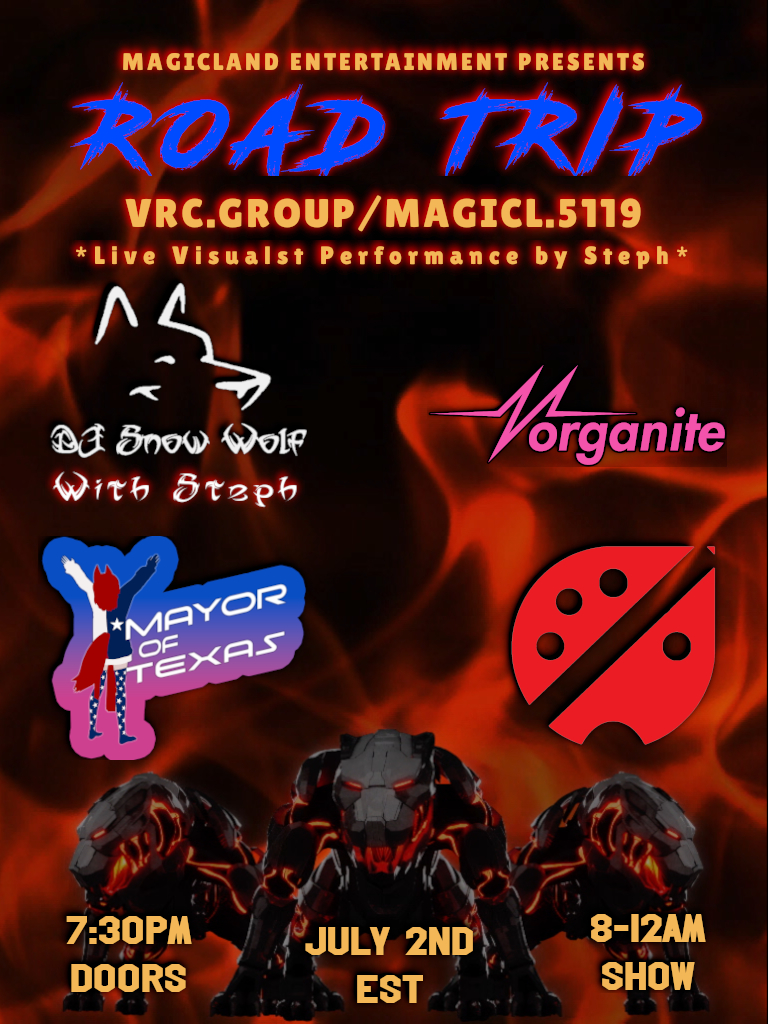 MAGICLAND ENTERTAINMENT PRESENTS
ROAD TRIP
VRC.GROUP/MAGICL.5119
*Live Visualst Performance by Steph*
DJ Snow Wolf
With Steph
Morganite
MAYOR
OF
TEXAS
7:30PM
DOORS
JULY 2ND
EST
8-12AM
SHOW